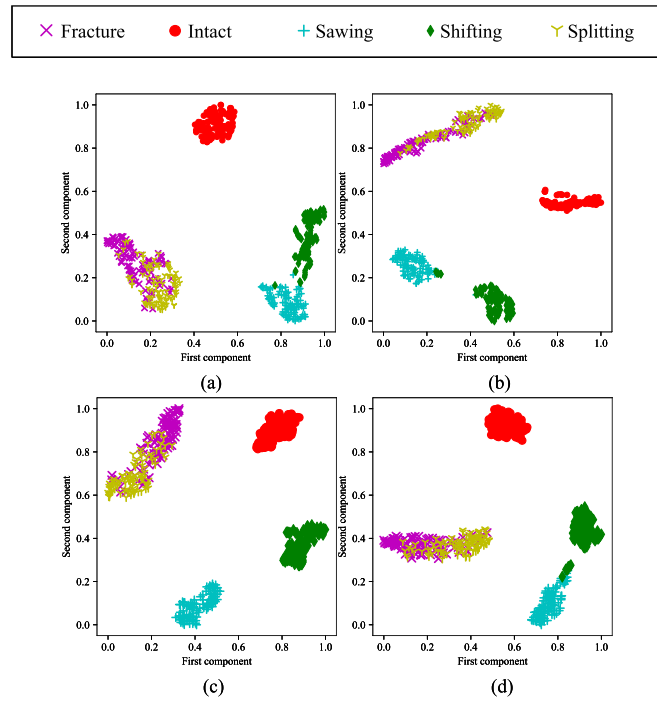 Fracture Intact Sawing Shifting Splitting
1.0 1.0
0.8 0.8
0.6 0.6
0.4 0.4
0.2 0.2
0.0 0.0
Second component Second component
0.0 0.2 0.4 0.6 0.8 1.0 0.0 0.2 0.4 0.6 0.8 1.0
First component First component
(a) (b)
1.0 1.0
0.8 0.8
0.6 0.6
0.4 0.4
0.2 0.2
0.0 0.0
Second component Second component
0.0 0.2 0.4 0.6 0.8 1.0 0.0 0.2 0.4 0.6 0.8 1.0
First component First component
(c) (d)